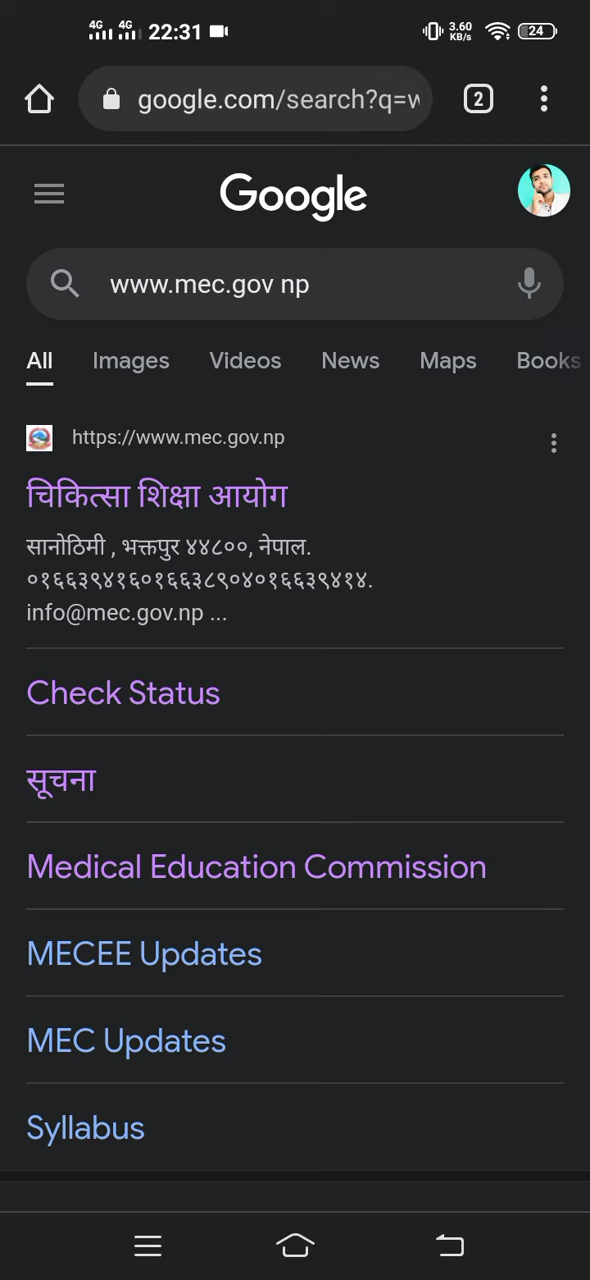 4G 4G 22:31 3.60 KB/s 24
google.com/search?q=w 2
Google
www.mec.gov np
All Images Videos News Maps Books
https://www.mec.gov.np
चिकित्सा शिक्षा आयोग
सानोठिमी , भक्तपुर ४४८००, नेपाल.
०१६६३९४१६०१६६३८९०४०१६६३९४१४.
info@mec.gov.np ...
Check Status
सूचना
Medical Education Commission
MECEE Updates
MEC Updates
Syllabus